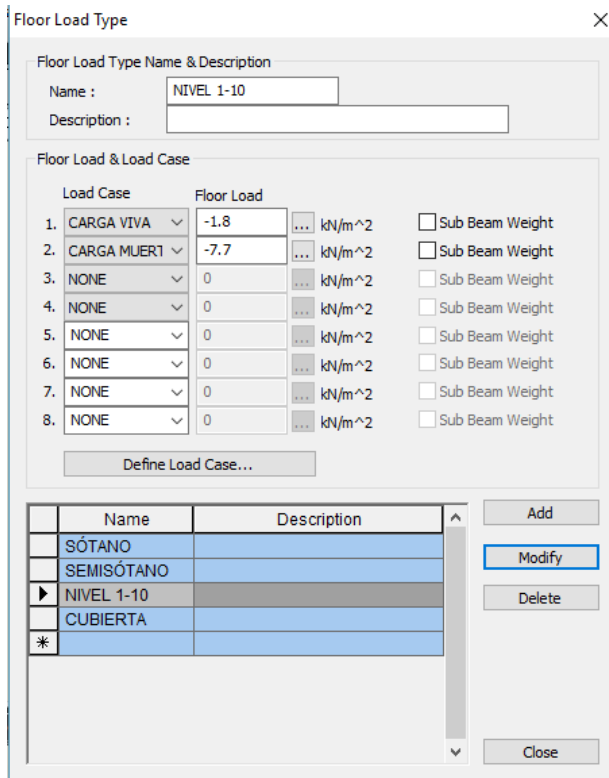 Floor Load Type
Floor Load Type Name & Description
Name : NIVEL 1-10
Description :
Floor Load & Load Case
Load Case Floor Load
1. CARGA VIVA -1.8 ... kN/m^2 Sub Beam Weight
2. CARGA MUERT -7.7 ... kN/m^2 Sub Beam Weight
3. NONE 0 ... kN/m^2 Sub Beam Weight
4. NONE 0 ... kN/m^2 Sub Beam Weight
5. NONE 0 ... kN/m^2 Sub Beam Weight
6. NONE 0 ... kN/m^2 Sub Beam Weight
7. NONE 0 ... kN/m^2 Sub Beam Weight
8. NONE 0 ... kN/m^2 Sub Beam Weight
Define Load Case...
Name Description
SÓTANO
SEMISÓTANO
NIVEL 1-10
CUBIERTA
Add
Modify
Delete
Close